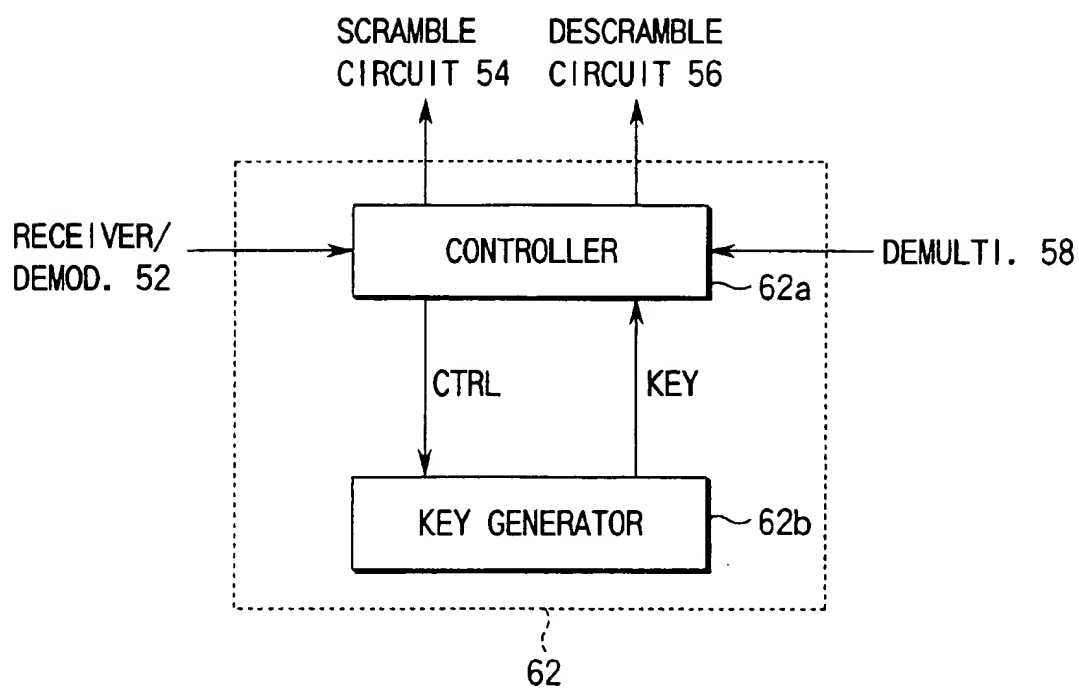 SCRAMBLE
CIRCUIT 54
DESCRAMBLE
CIRCUIT 56
RECEIVER/
DEMOD. 52
CONTROLLER
DEMULTI. 58
62a
CTRL
KEY
KEY GENERATOR
62b
62